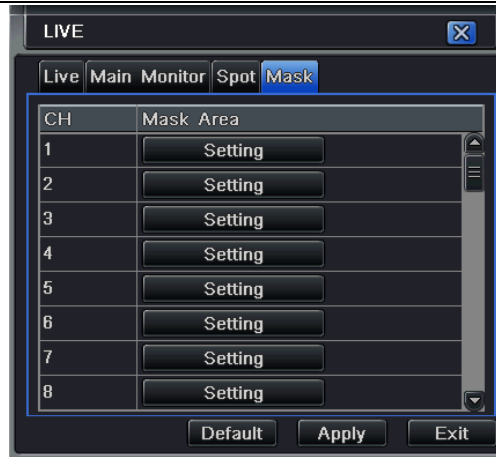 LIVE
Live Main Monitor Spot Mask
CH Mask Area
1 Setting
2 Setting
3 Setting
4 Setting
5 Setting
6 Setting
7 Setting
8 Setting
Default Apply Exit